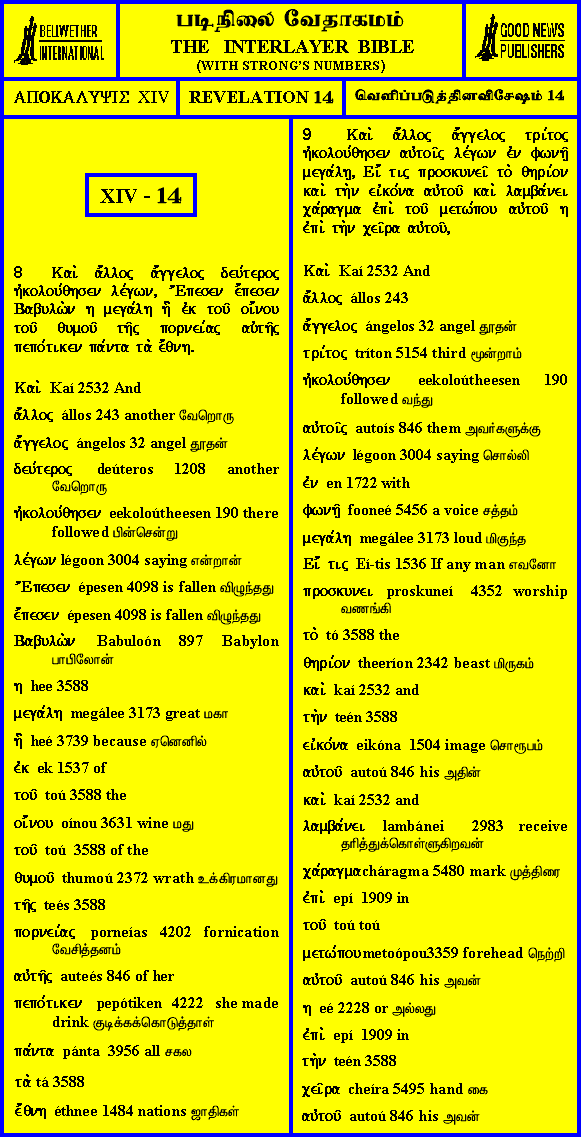 BELLWETHER
INTERNATIONAL
படிநிலை வேதாகமம்
THE INTERLAYER BIBLE
(WITH STRONG'S NUMBERS)
GOOD NEWS
PUBLISHERS
ΑΠΟΚΑΛΥΨΙΣ XIV
REVELATION 14
வெளிப்படுத்தினவிசேஷம் 14
XIV - 14
8 Καὶ ἄλλος ἄγγελος δεύτερος
ἠκολούθησεν λέγων, Ἔπεσεν ἔπεσεν
Βαβυλὼν η μεγάλη ἣ ἐκ τοῦ οἴνου
τοῦ θυμοῦ τῆς πορνείας αὐτῆς
πεπότικεν πάντα τὰ ἔθνη.
Καὶ Kaí 2532 And
ἄλλος állos 243 another வேறொரு
ἄγγελος ángelos 32 angel தூதன்
δεύτερος deúteros 1208 another
வேறொரு
ἠκολούθησεν eekoloútheesen 190 there
followed பின்சென்று
λέγων légoon 3004 saying என்றான்
Ἔπεσεν épesen 4098 is fallen விழுந்தது
ἔπεσεν épesen 4098 is fallen விழுந்தது
Βαβυλὼν Babuloón 897 Babylon
பாபிலோன்
η hee 3588
μεγάλη megálee 3173 great மகா
ἣ heé 3739 because ஏனெனில்
ἐκ ek 1537 of
τοῦ toú 3588 the
οἴνου oínou 3631 wine மது
τοῦ toú 3588 of the
θυμοῦ thumoú 2372 wrath உக்கிரமானது
τῆς teés 3588
πορνείας porneías 4202 fornication
வேசித்தனம்
αὐτῆς auteés 846 of her
πεπότικεν pepótiken 4222 she made
drink குடிக்கக்கொடுத்தாள்
πάντα pánta 3956 all சகல
τὰ tá 3588
ἔθνη éthnee 1484 nations ஜாதிகள்
9 Καὶ ἄλλος ἄγγελος τρίτος
ἠκολούθησεν αὐτοῖς λέγων ἐν φωνῇ
μεγάλῃ, Εἴ τις προσκυνεῖ τὸ θηρίον
καὶ τὴν εἰκόνα αὐτοῦ καὶ λαμβάνει
χάραγμα ἐπὶ τοῦ μετώπου αὐτοῦ η
ἐπὶ τὴν χεῖρα αὐτοῦ,
Καὶ Kaí 2532 And
ἄλλος állos 243
ἄγγελος ángelos 32 angel தூதன்
τρίτος tríton 5154 third மூன்றாம்
ἠκολούθησεν eekoloútheesen 190
followed வந்து
αὐτοῖς autoís 846 them அவர்களுக்கு
λέγων légoon 3004 saying சொல்லி
ἐν en 1722 with
φωνῇ fooneé 5456 a voice சத்தம்
μεγάλη megálee 3173 loud மிகுந்த
Εἴ τις Eí-tis 1536 If any man எவனோ
προσκυνει proskuneí 4352 worship
வணங்கி
τὸ tó 3588 the
θηρίον theeríon 2342 beast மிருகம்
καὶ kaí 2532 and
τὴν teén 3588
εἰκόνα eikóna 1504 image சொரூபம்
αὐτοῦ autoú 846 his அதின்
καὶ kaí 2532 and
λαμβάνει lambánei 2983 receive
தரித்துக்கொள்ளுகிறவன்
χάραγμαcháragma 5480 mark முத்திரை
ἐπὶ epí 1909 in
τοῦ toú toú
μετώπουmetoópou3359 forehead நெற்றி
αὐτοῦ autoú 846 his அவன்
η eé 2228 or அல்லது
ἐπὶ epí 1909 in
τὴν teén 3588
χεῖρα cheíra 5495 hand கை
αὐτοῦ autoú 846 his அவன்